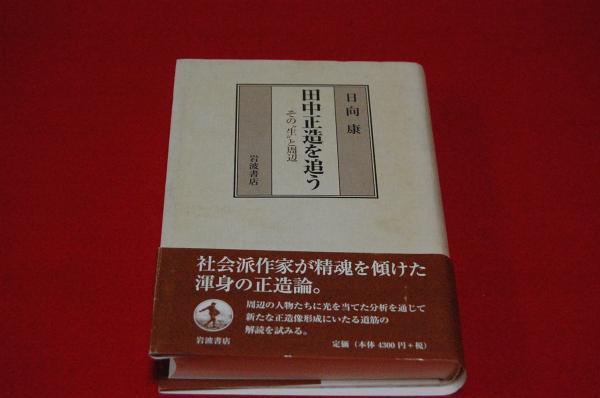 日向 康
田中正造を追う
その“生”と周辺
岩波書店
社会派作家が精魂を傾けた
渾身の正造論。
周辺の人物たちに光を当てた分析を通じて
新たな正造像形成にいたる道筋の
解読を試みる。
岩波書店
定価（本体4300円+税）